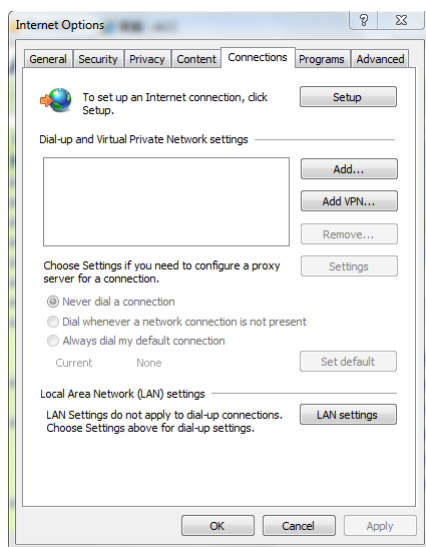 Internet Options
General Security Privacy Content Connections Programs Advanced
To set up an Internet connection, click
Setup.
Setup
Dial-up and Virtual Private Network settings
Add...
Add VPN...
Remove...
Choose Settings if you need to configure a proxy
server for a connection.
Settings
Never dial a connection
Dial whenever a network connection is not present
Always dial my default connection
Current None
Set default
Local Area Network (LAN) settings
LAN Settings do not apply to dial-up connections.
Choose Settings above for dial-up settings.
LAN settings
OK Cancel Apply